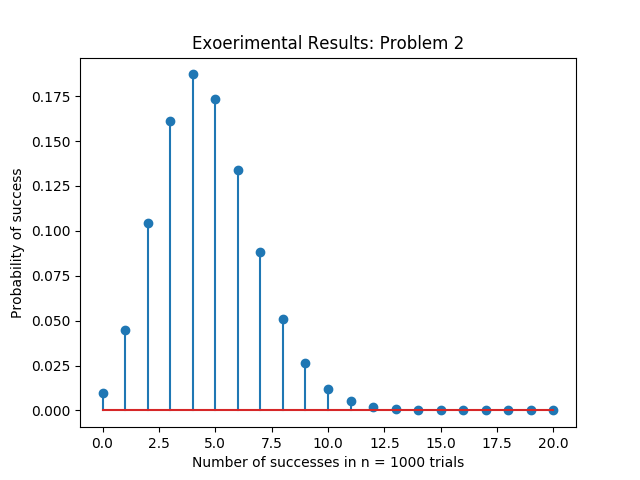 Exoerimental Results: Problem 2
Probability of success
0.175
0.150
0.125
0.100
0.075
0.050
0.025
0.000
0.0 2.5 5.0 7.5 10.0 12.5 15.0 17.5 20.0
Number of successes in n = 1000 trials